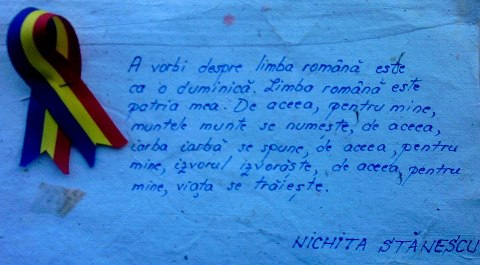 A vorbi despre limba română este
ca o duminică. Limba română este
patria mea. De aceea, pentru mine,
muntele munte se numește, de aceea,
iarba iarbă se spune, de aceea, pentru
mine, izvorul izvorăște, de aceea, pentru
mine, viața se trăiește.
NICHITA STĂNESCU